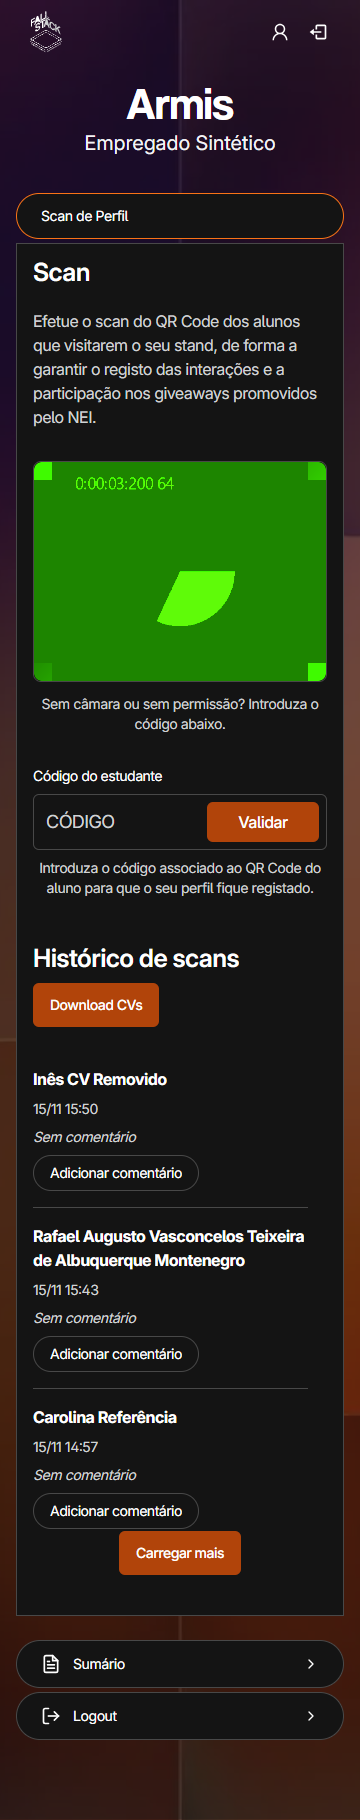 FALL
STACK
Armis
Empregado Sintético
Scan de Perfil
Scan
Efetue o scan do QR Code dos alunos
que visitarem o seu stand, de forma a
garantir o registo das interações e a
participação nos giveaways promovidos
pelo NEI.
0:00:03:200 64
Sem câmara ou sem permissão? Introduza o
código abaixo.
Código do estudante
CÓDIGO
Validar
Introduza o código associado ao QR Code do
aluno para que o seu perfil fique registado.
Histórico de scans
Download CVs
Inês CV Removido
15/11 15:50
Sem comentário
Adicionar comentário
Rafael Augusto Vasconcelos Teixeira
de Albuquerque Montenegro
15/11 15:43
Sem comentário
Adicionar comentário
Carolina Referência
15/11 14:57
Sem comentário
Adicionar comentário
Carregar mais
Sumário
Logout